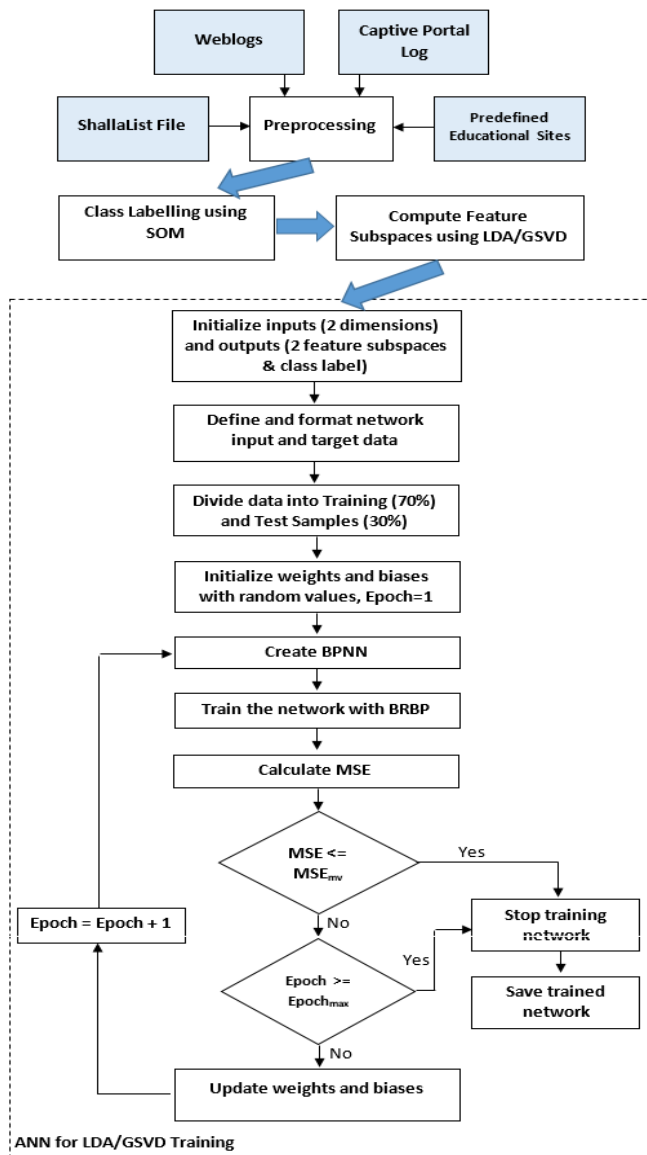 Weblogs
Captive Portal
Log
ShallaList File
Preprocessing
Predefined
Educational Sites
Class Labelling using
SOM
Compute Feature
Subspaces using LDA/GSVD
Initialize inputs (2 dimensions)
and outputs (2 feature subspaces
& class label)
Define and format network
input and target data
Divide data into Training (70%)
and Test Samples (30%)
Initialize weights and biases
with random values, Epoch=1
Create BPNN
Train the network with BRBP
Calculate MSE
MSE <=
MSEmv
Yes
No
Epoch = Epoch + 1
Stop training
network
Epoch >=
Epochmax
Yes
Save trained
network
No
Update weights and biases
ANN for LDA/GSVD Training